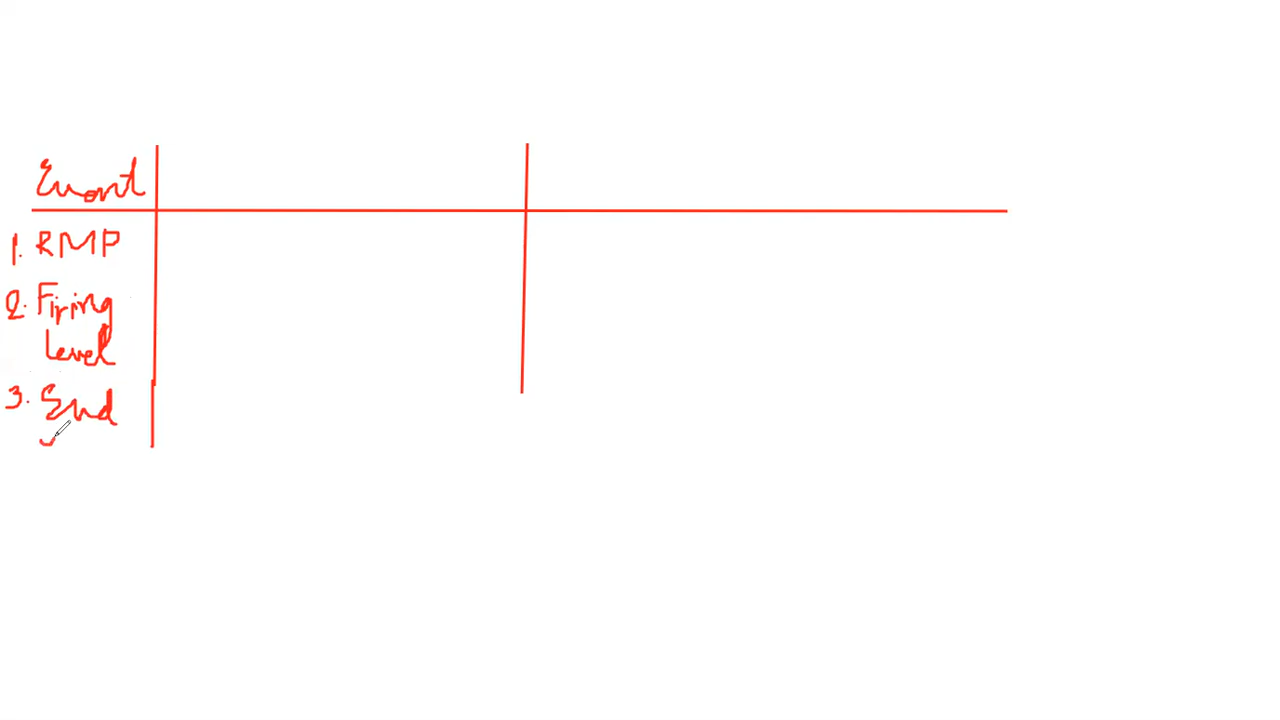 Event
1. RMP
2. Firing
Level
3. End